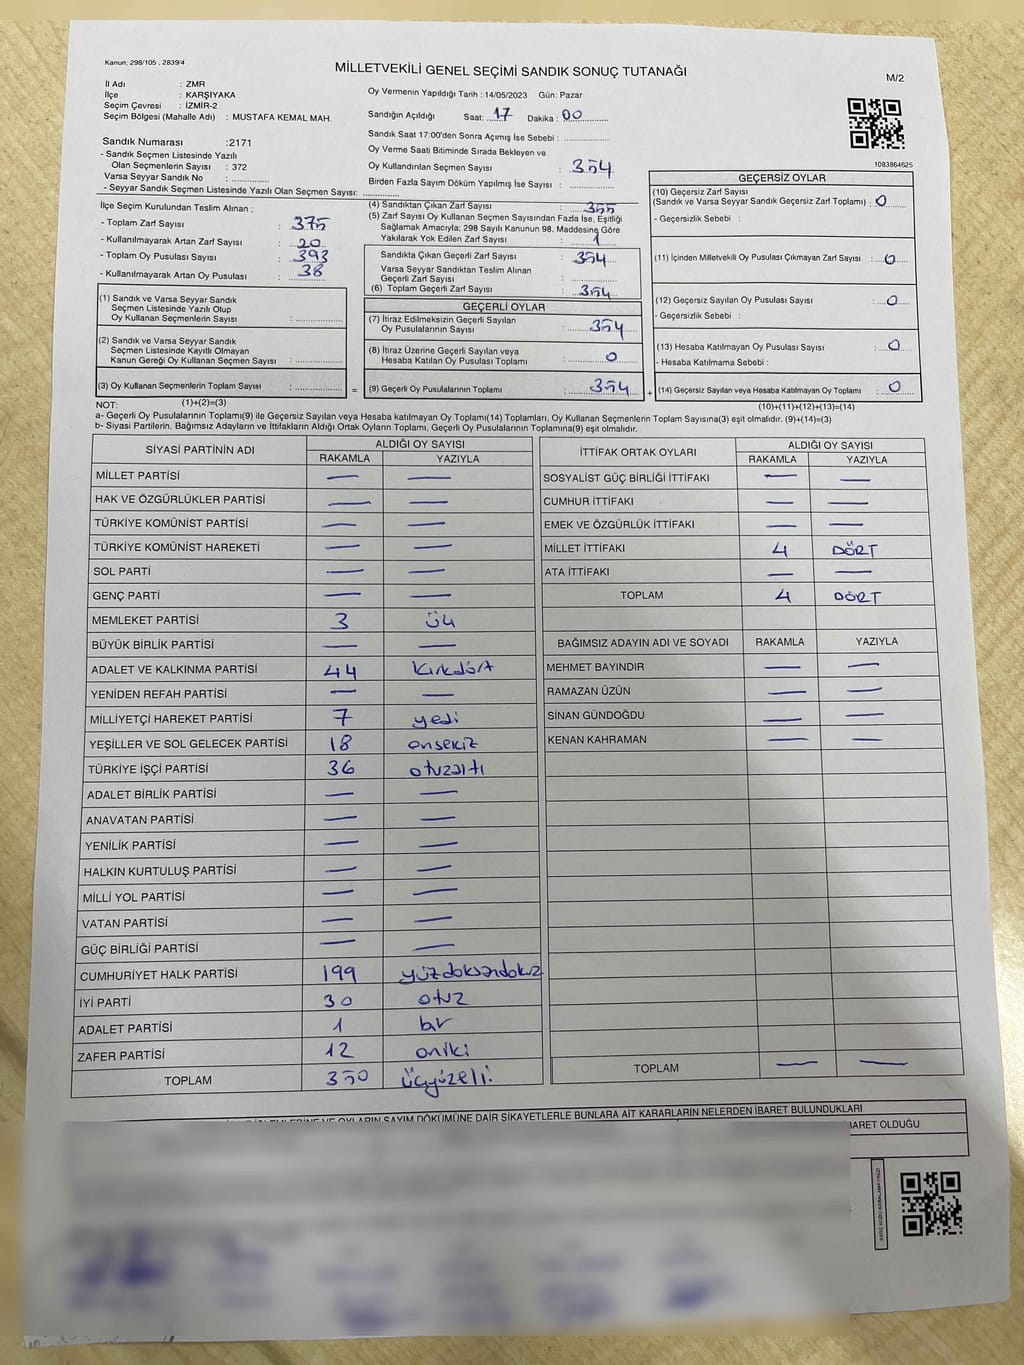 Kanun; 298/105 , 2839/4
MİLLETVEKİLİ GENEL SEÇİMİ SANDIK SONUÇ TUTANAĞI
M/2
İl Adı : ZMR
İlçe : KARŞIYAKA
Seçim Çevresi : İZMİR-2
Seçim Bölgesi (Mahalle Adı) : MUSTAFA KEMAL MAH.
Oy Vermenin Yapıldığı Tarih : 14/05/2023 Gün: Pazar
Sandığın Açıldığı Saat: 17 Dakika : 00
Sandık Saat 17:00'den Sonra Açımış İse Sebebi :
Oy Verme Saati Bitiminde Sırada Bekleyen ve
Oy Kullandırılan Seçmen Sayısı : 354
Birden Fazla Sayım Döküm Yapılmış İse Sayısı :
1083864625
Sandık Numarası :2171
- Sandık Seçmen Listesinde Yazılı
Olan Seçmenlerin Sayısı : 372
Varsa Seyyar Sandık No :
- Seyyar Sandık Seçmen Listesinde Yazılı Olan Seçmen Sayısı:
İlçe Seçim Kurulundan Teslim Alınan ;
- Toplam Zarf Sayısı : 375
- Kullanılmayarak Artan Zarf Sayısı : 20
- Toplam Oy Pusulası Sayısı : 393
- Kullanılmayarak Artan Oy Pusulası : 38
(1) Sandık ve Varsa Seyyar Sandık
Seçmen Listesinde Yazılı Olup
Oy Kullanan Seçmenlerin Sayısı :
(2) Sandık ve Varsa Seyyar Sandık
Seçmen Listesinde Kayıtlı Olmayan
Kanun Gereği Oy Kullanan Seçmen Sayısı :
(3) Oy Kullanan Seçmenlerin Toplam Sayısı :
(1)+(2)=(3)
(4) Sandıktan Çıkan Zarf Sayısı : 355
(5) Zarf Sayısı Oy Kullanan Seçmen Sayısından Fazla İse, Eşitliği
Sağlamak Amacıyla; 298 Sayılı Kanunun 98. Maddesine Göre
Yakılarak Yok Edilen Zarf Sayısı : 1
Sandıkta Çıkan Geçerli Zarf Sayısı : 354
Varsa Seyyar Sandıktan Teslim Alınan
Geçerli Zarf Sayısı :
(6) Toplam Geçerli Zarf Sayısı : 354
GEÇERLİ OYLAR
(7) İtiraz Edilmeksizin Geçerli Sayılan
Oy Pusulalarının Sayısı : 354
(8) İtiraz Üzerine Geçerli Sayılan veya
Hesaba Katılan Oy Pusulası Toplamı : 0
= (9) Geçerli Oy Pusulalarının Toplamı : 354
GEÇERSİZ OYLAR
(10) Geçersiz Zarf Sayısı
(Sandık ve Varsa Seyyar Sandık Geçersiz Zarf Toplamı) : 0
- Geçersizlik Sebebi :
(11) İçinden Milletvekili Oy Pusulası Çıkmayan Zarf Sayısı : 0
(12) Geçersiz Sayılan Oy Pusulası Sayısı : 0
- Geçersizlik Sebebi :
(13) Hesaba Katılmayan Oy Pusulası Sayısı : 0
- Hesaba Katılmama Sebebi :
+ (14) Geçersiz Sayılan veya Hesaba Katılmayan Oy Toplamı : 0
(10)+(11)+(12)+(13)=(14)
NOT:
a- Geçerli Oy Pusulalarının Toplamı(9) ile Geçersiz Sayılan veya Hesaba katılmayan Oy Toplamı(14) Toplamları, Oy Kullanan Seçmenlerin Toplam Sayısına(3) eşit olmalıdır. (9)+(14)=(3)
b- Siyasi Partilerin, Bağımsız Adayların ve İttifakların Aldığı Ortak Oyların Toplamı, Geçerli Oy Pusulalarının Toplamına(9) eşit olmalıdır.
SİYASİ PARTİNİN ADI ALDIĞI OY SAYISI
RAKAMLA YAZIYLA
MİLLET PARTİSİ — —
HAK VE ÖZGÜRLÜKLER PARTİSİ — —
TÜRKİYE KOMÜNİST PARTİSİ — —
TÜRKİYE KOMÜNİST HAREKETİ — —
SOL PARTİ — —
GENÇ PARTİ — —
MEMLEKET PARTİSİ 3 üç
BÜYÜK BİRLİK PARTİSİ — —
ADALET VE KALKINMA PARTİSİ 44 kırkdört
YENİDEN REFAH PARTİSİ — —
MİLLİYETÇİ HAREKET PARTİSİ 7 yedi
YEŞİLLER VE SOL GELECEK PARTİSİ 18 onsekiz
TÜRKİYE İŞÇİ PARTİSİ 36 otuzaltı
ADALET BİRLİK PARTİSİ — —
ANAVATAN PARTİSİ — —
YENİLİK PARTİSİ — —
HALKIN KURTULUŞ PARTİSİ — —
MİLLİ YOL PARTİSİ — —
VATAN PARTİSİ — —
GÜÇ BİRLİĞİ PARTİSİ — —
CUMHURİYET HALK PARTİSİ 199 yüzdoksandokuz
İYİ PARTİ 30 otuz
ADALET PARTİSİ 1 bir
ZAFER PARTİSİ 12 oniki
TOPLAM 350 üçyüzelli
İTTİFAK ORTAK OYLARI ALDIĞI OY SAYISI
RAKAMLA YAZIYLA
SOSYALİST GÜÇ BİRLİĞİ İTTİFAKI — —
CUMHUR İTTİFAKI — —
EMEK VE ÖZGÜRLÜK İTTİFAKI — —
MİLLET İTTİFAKI 4 DÖRT
ATA İTTİFAKI — —
TOPLAM 4 DÖRT
BAĞIMSIZ ADAYIN ADI VE SOYADI RAKAMLA YAZIYLA
MEHMET BAYINDIR — —
RAMAZAN ÜZÜN — —
SİNAN GÜNDOĞDU — —
KENAN KAHRAMAN — —
TOPLAM — —
OYLARIN SAYIM DÖKÜMÜNE DAİR ŞİKAYETLERLE BUNLARA AİT KARARLARIN NELERDEN İBARET BULUNDUKLARI
İBARET OLDUĞU